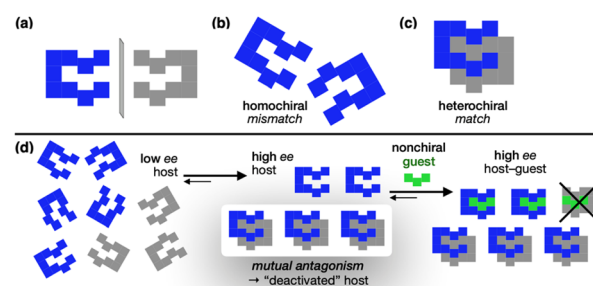 (a)
(b)
(c)
homochiral
mismatch
heterochiral
match
(d)
low ee
host
high ee
host
nonchiral
guest
high ee
host–guest
mutual antagonism
→ "deactivated" host